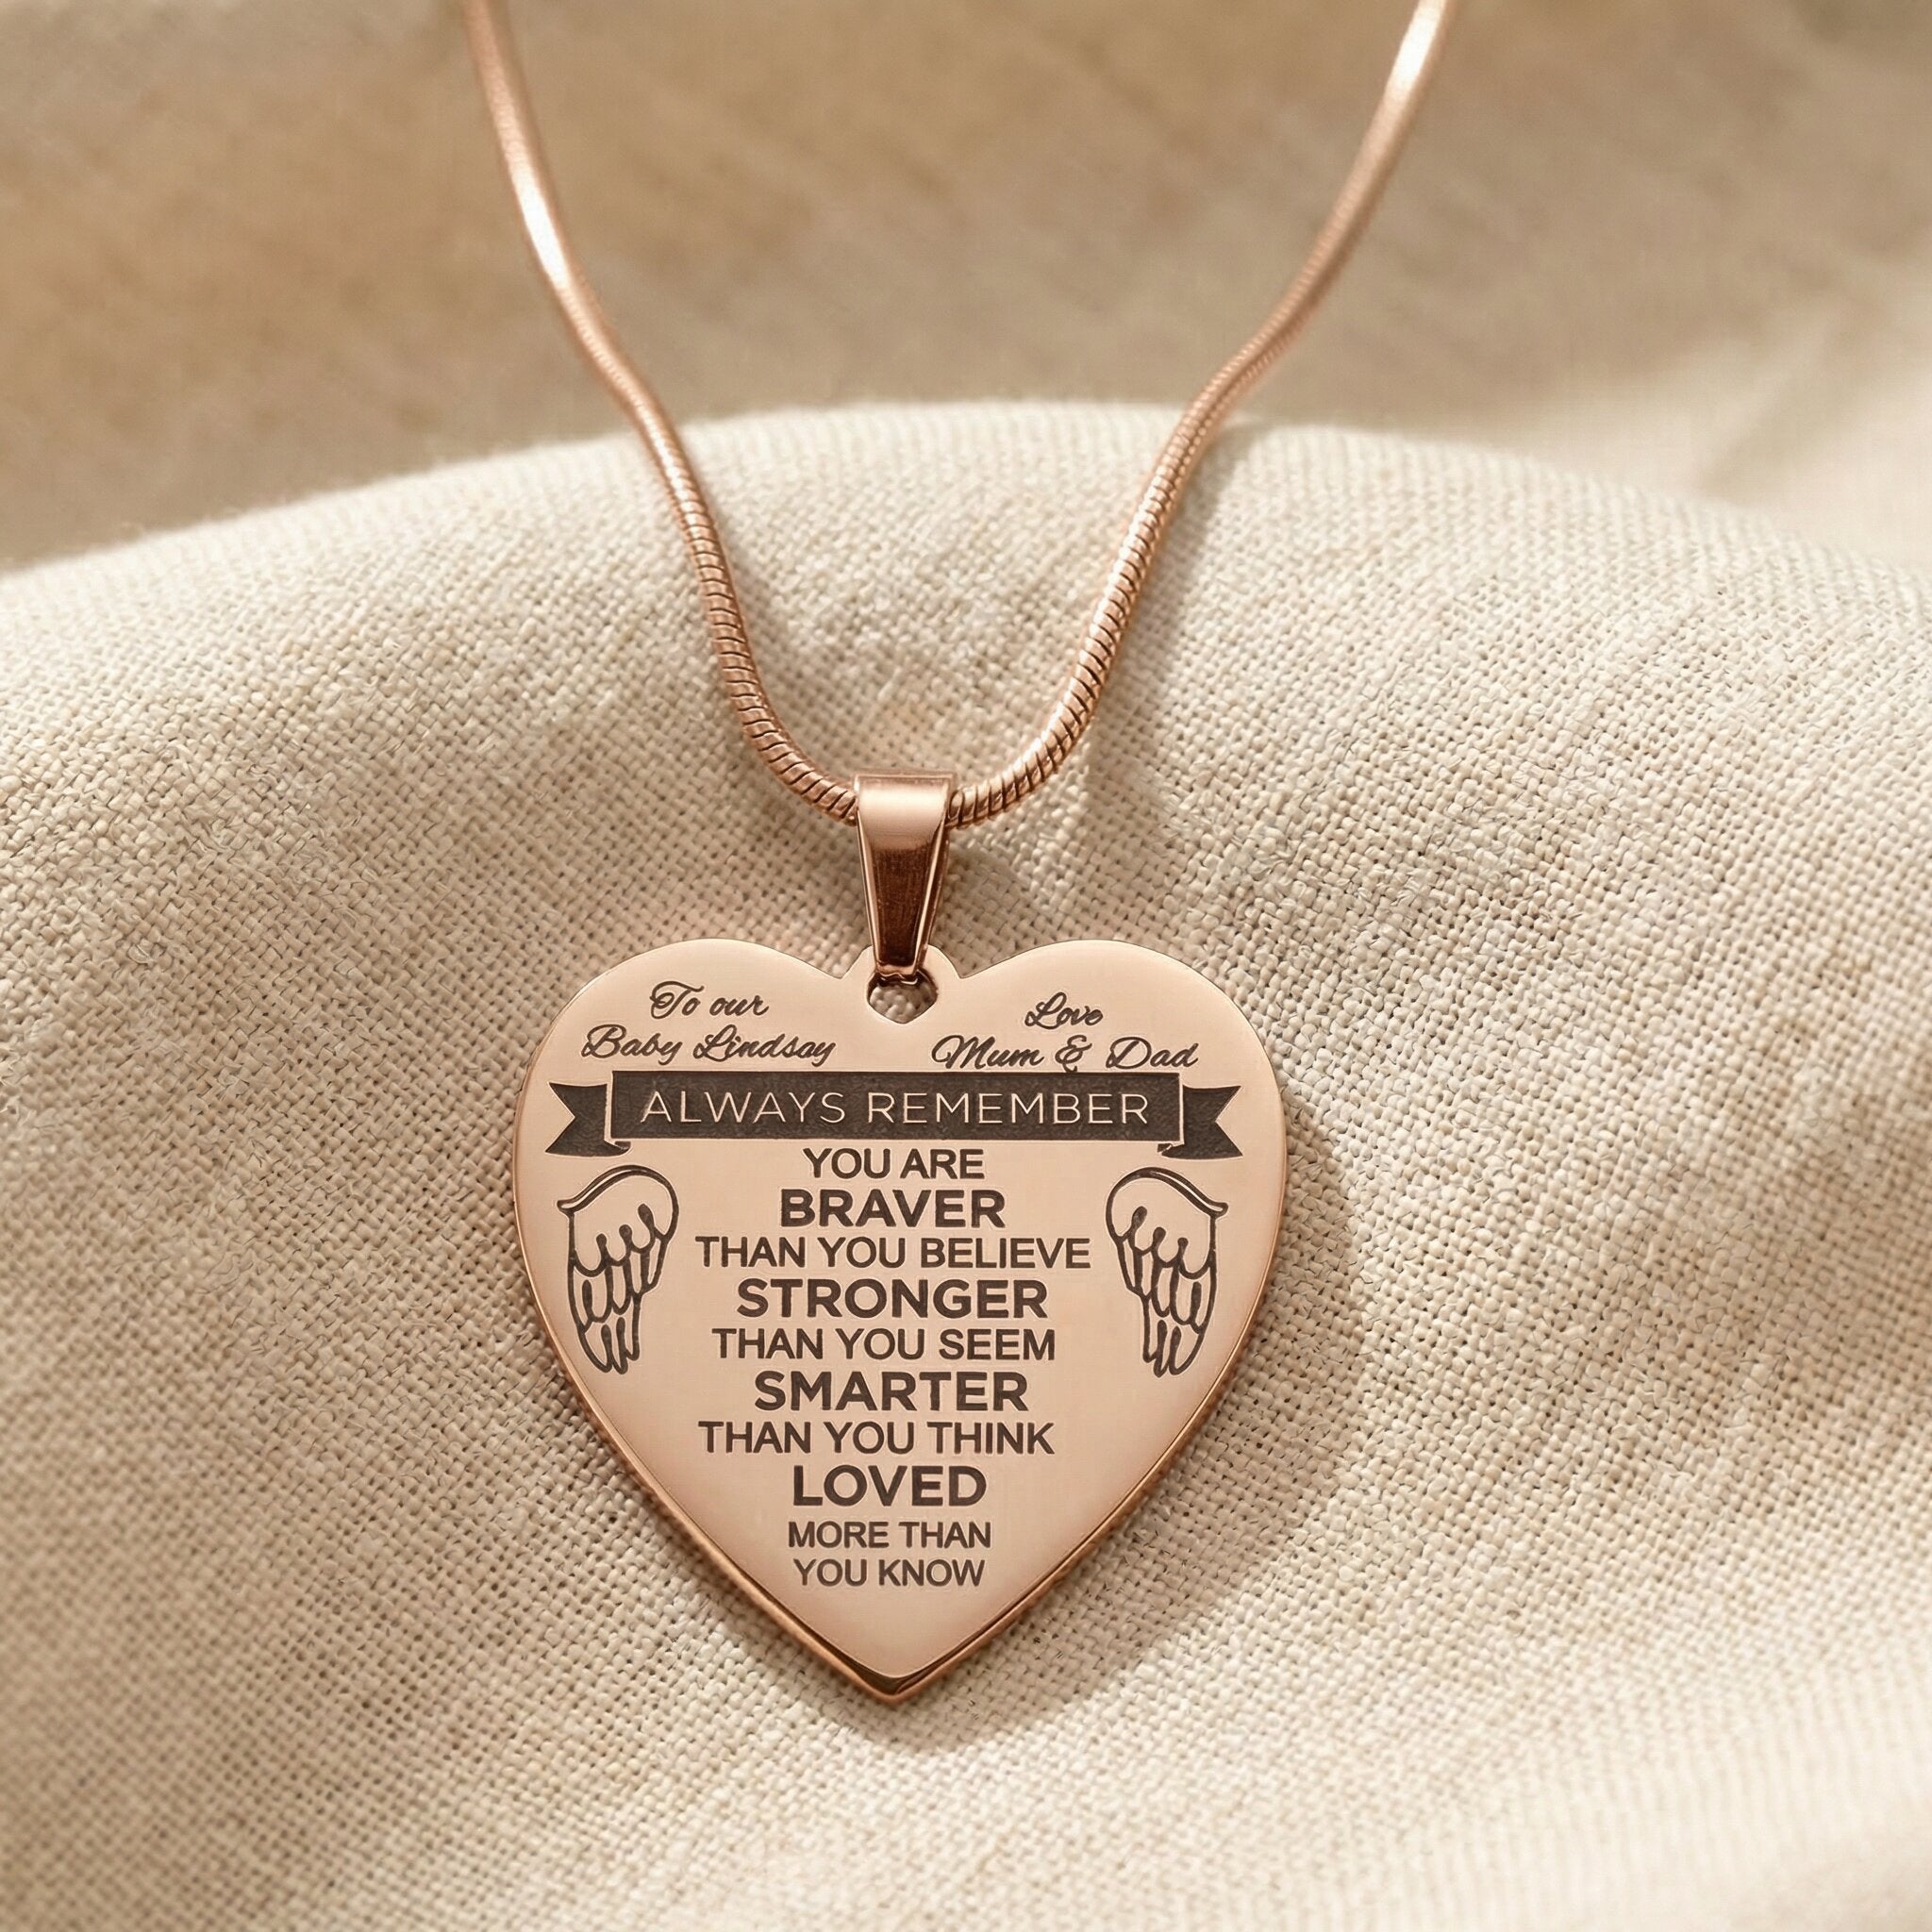 To our
Baby Lindsay
Love
Mum & Dad
ALWAYS REMEMBER
YOU ARE
BRAVER
THAN YOU BELIEVE
STRONGER
THAN YOU SEEM
SMARTER
THAN YOU THINK
LOVED
MORE THAN
YOU KNOW